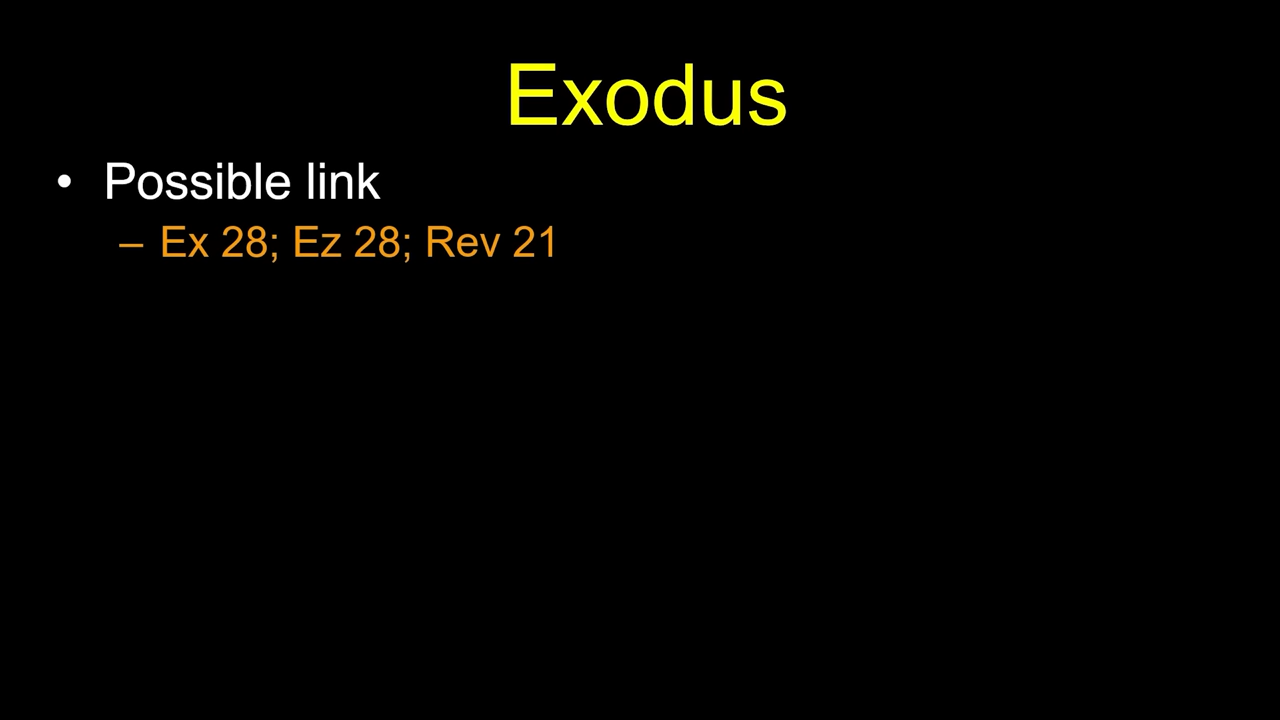 Exodus
• Possible link
– Ex 28; Ez 28; Rev 21